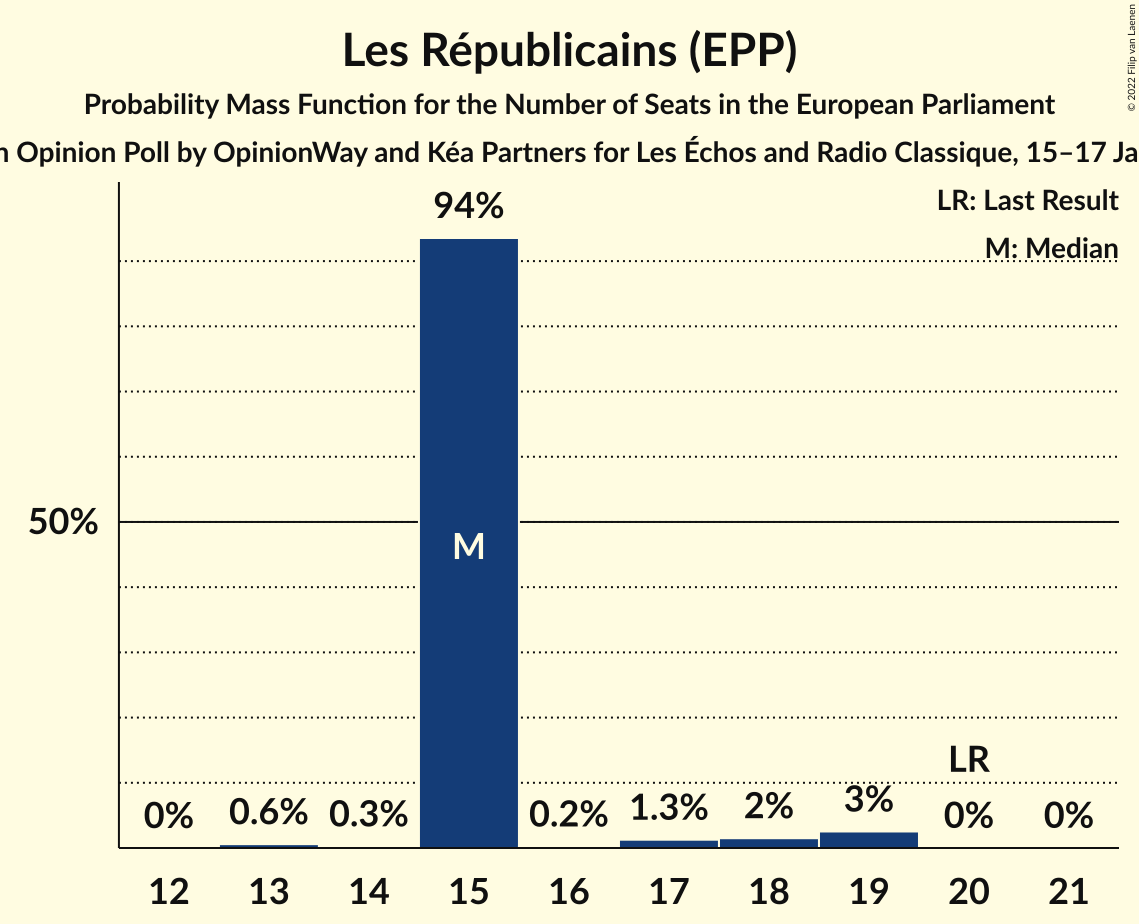 Les Républicains (EPP)
Probability Mass Function for the Number of Seats in the European Parliament
Opinion Poll by OpinionWay and Kéa Partners for Les Échos and Radio Classique, 15–17
© 2022 Filip van Laenen
LR: Last Result
M: Median
94%
50%
M
LR
0% 0.6% 0.3% 0.2% 1.3% 2% 3% 0% 0%
12 13 14 15 16 17 18 19 20 21